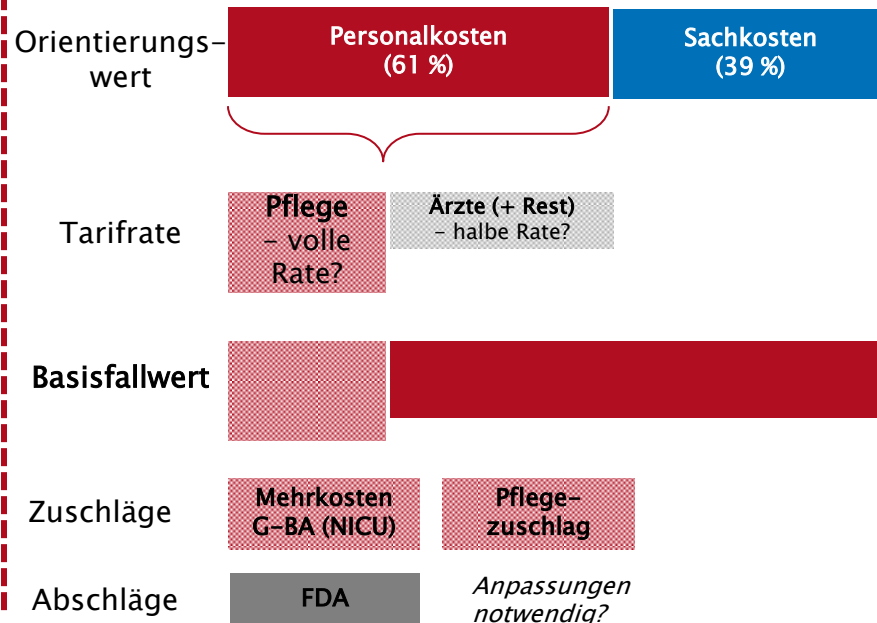 Orientierungs-
wert
Personalkosten
(61 %)
Sachkosten
(39 %)
Tarifrate
Pflege
– volle
Rate?
Ärzte (+ Rest)
– halbe Rate?
Basisfallwert
Zuschläge
Mehrkosten
G-BA (NICU)
Pflege-
zuschlag
Abschläge
FDA
Anpassungen
notwendig?